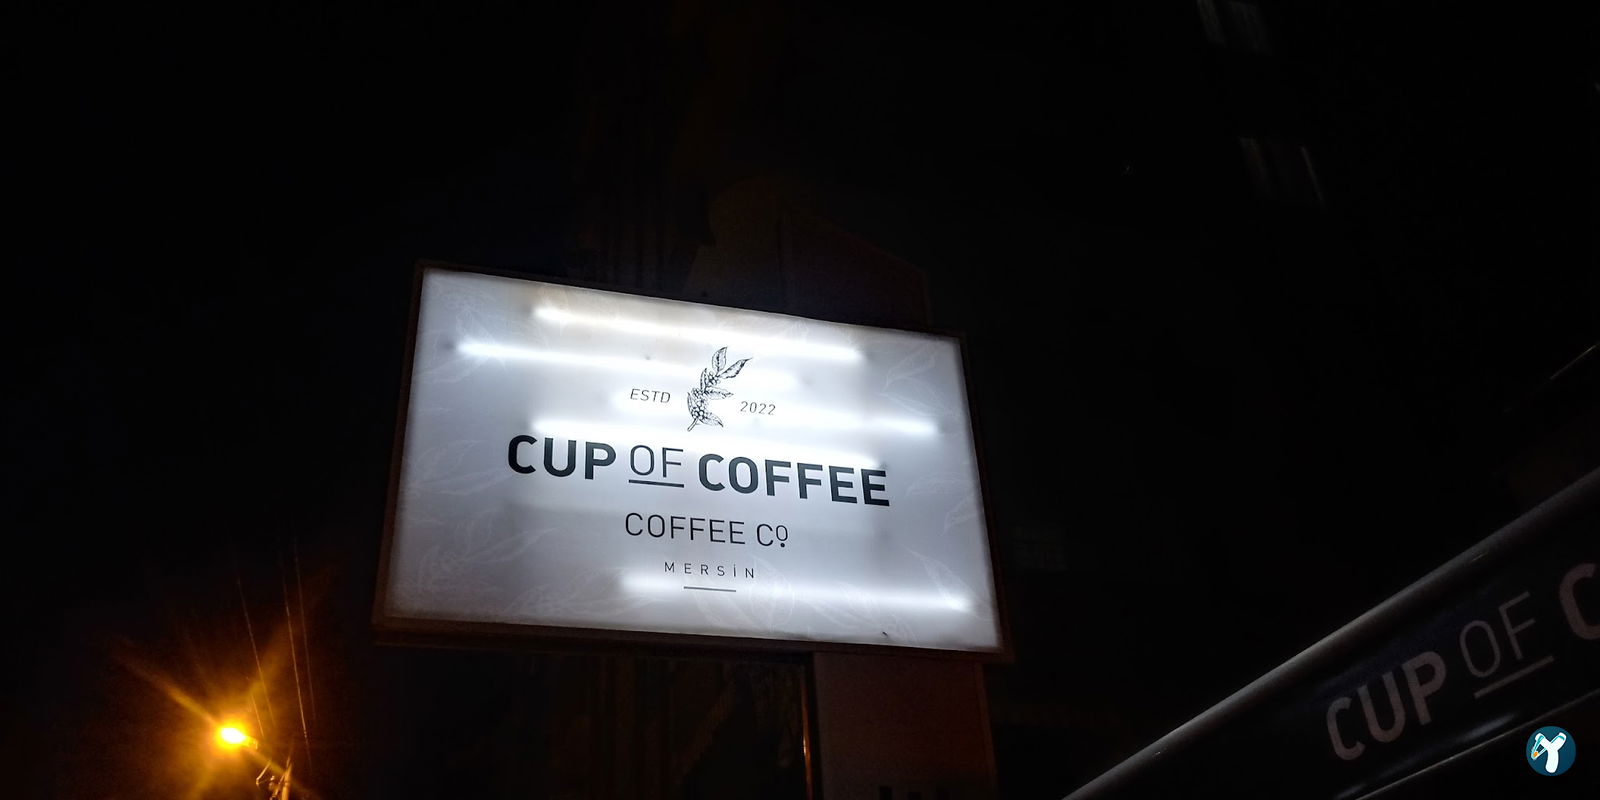 ESTD 2022
CUP OF COFFEE
COFFEE Cº
MERSİN
CUP OF C